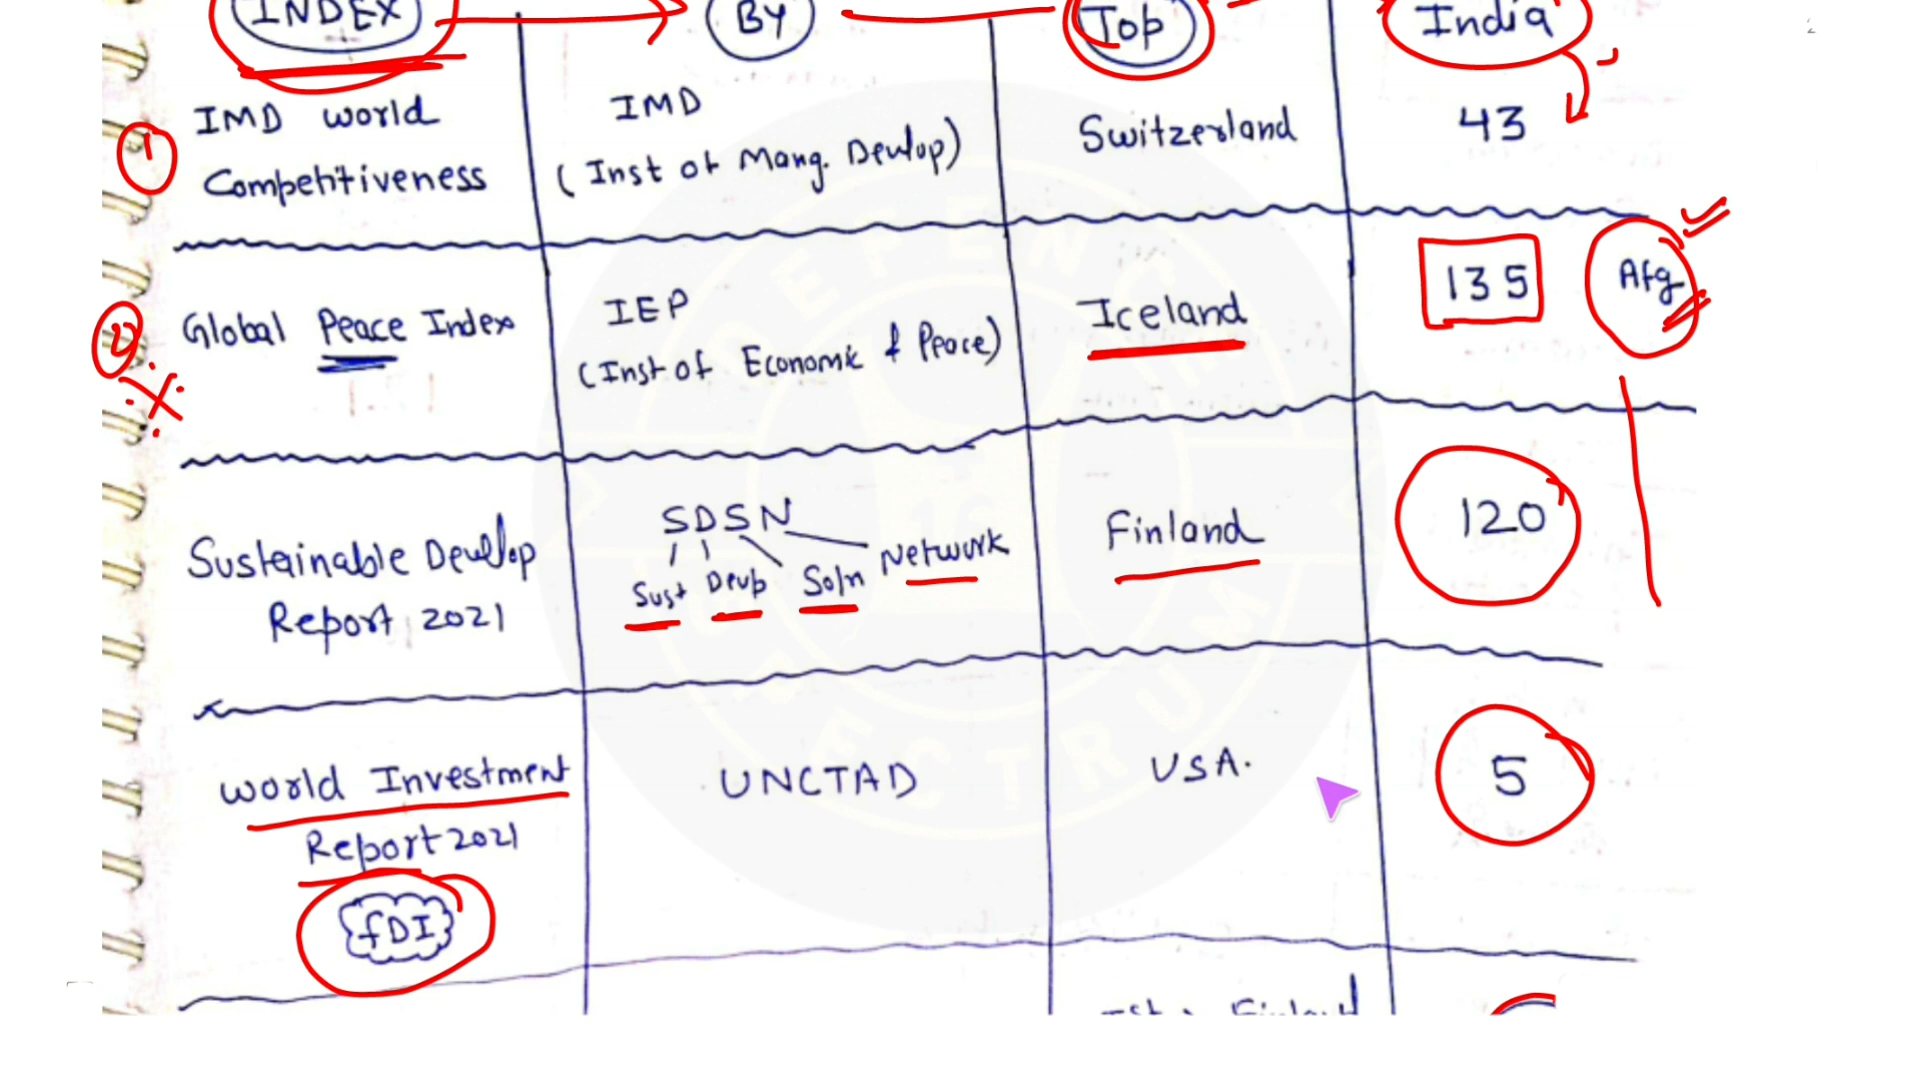 INDEX BY Top India
IMD world IMD Switzerland 43
Competitiveness (Inst of Mang. Devlop)
1
Global Peace Index IEP Iceland 135 Afg
2 (Inst of Economic & Peace)
Sustainable Devlop SDSN Finland 120
Report 2021 Sust Devp Soln Network
World Investment UNCTAD USA. 5
Report 2021
fDI
DEFENCE
SPECTRUM